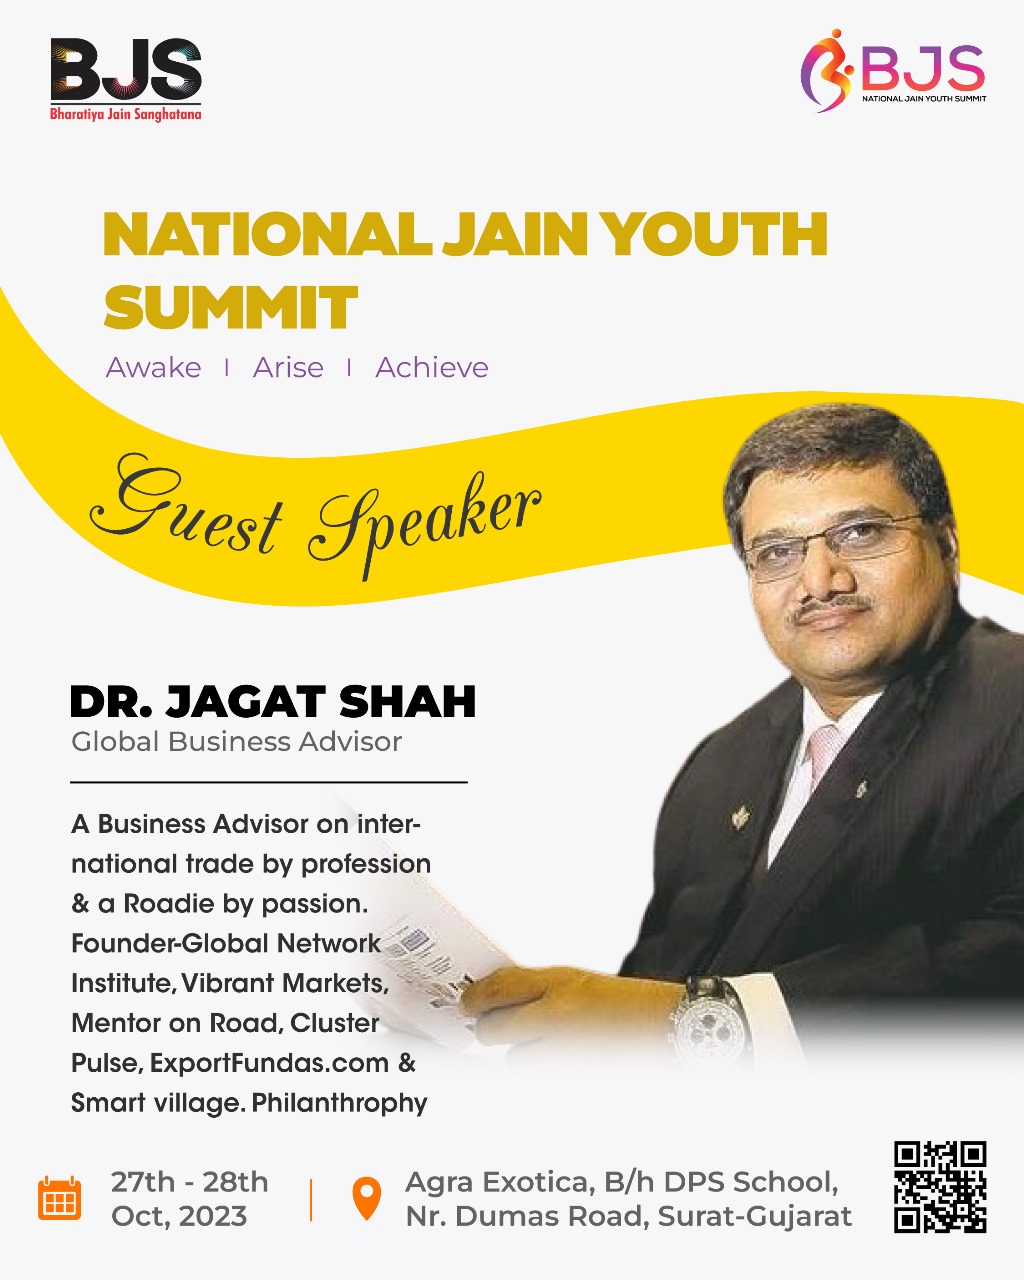 BJS
Bharatiya Jain Sanghatana
BJS
NATIONAL JAIN YOUTH SUMMIT
NATIONAL JAIN YOUTH
SUMMIT
Awake | Arise | Achieve
Guest Speaker
DR. JAGAT SHAH
Global Business Advisor
A Business Advisor on inter-
national trade by profession
& a Roadie by passion.
Founder-Global Network
Institute, Vibrant Markets,
Mentor on Road, Cluster
Pulse, ExportFundas.com &
Smart village. Philanthrophy
27th - 28th
Oct, 2023
Agra Exotica, B/h DPS School,
Nr. Dumas Road, Surat-Gujarat